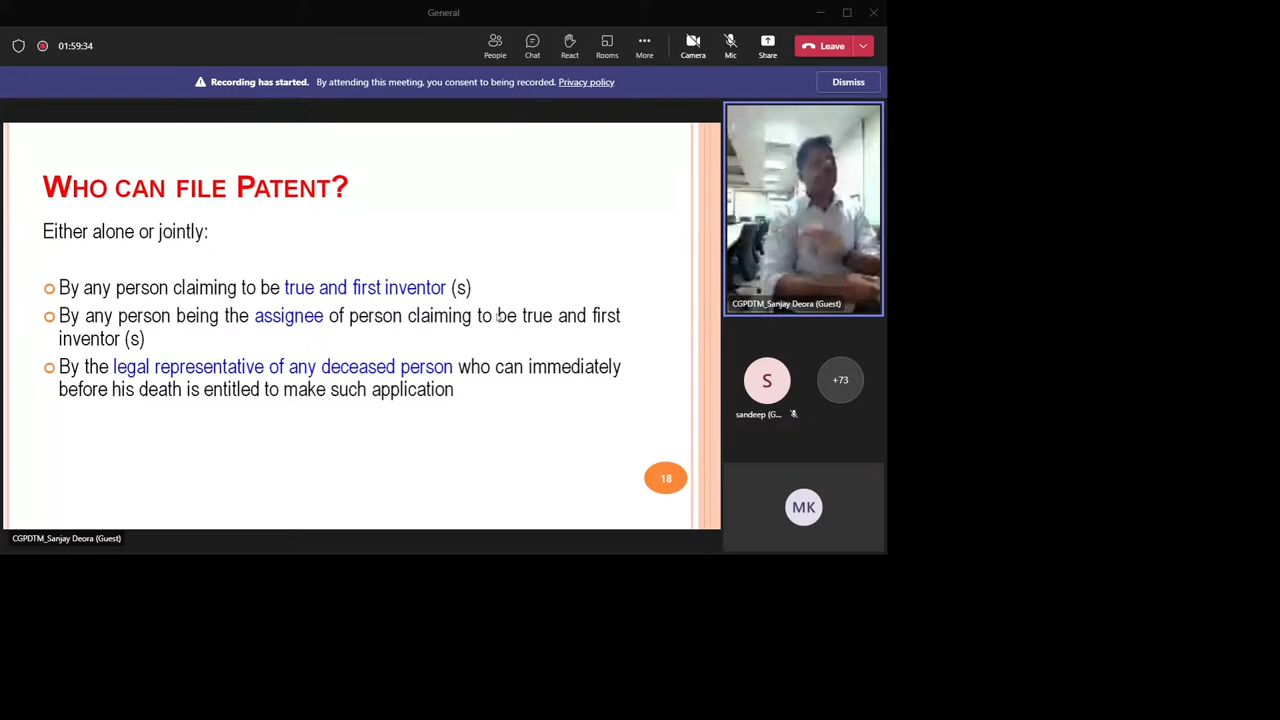 General
01:59:34
People
Chat
React
Rooms
More
Camera
Mic
Share
Leave
Recording has started. By attending this meeting, you consent to being recorded. Privacy policy
Dismiss
WHO CAN FILE PATENT?
Either alone or jointly:
By any person claiming to be true and first inventor (s)
By any person being the assignee of person claiming to be true and first
inventor (s)
By the legal representative of any deceased person who can immediately
before his death is entitled to make such application
18
CGPDTM_Sanjay Deora (Guest)
CGPDTM_Sanjay Deora (Guest)
S
+73
sandeep (G...
MK